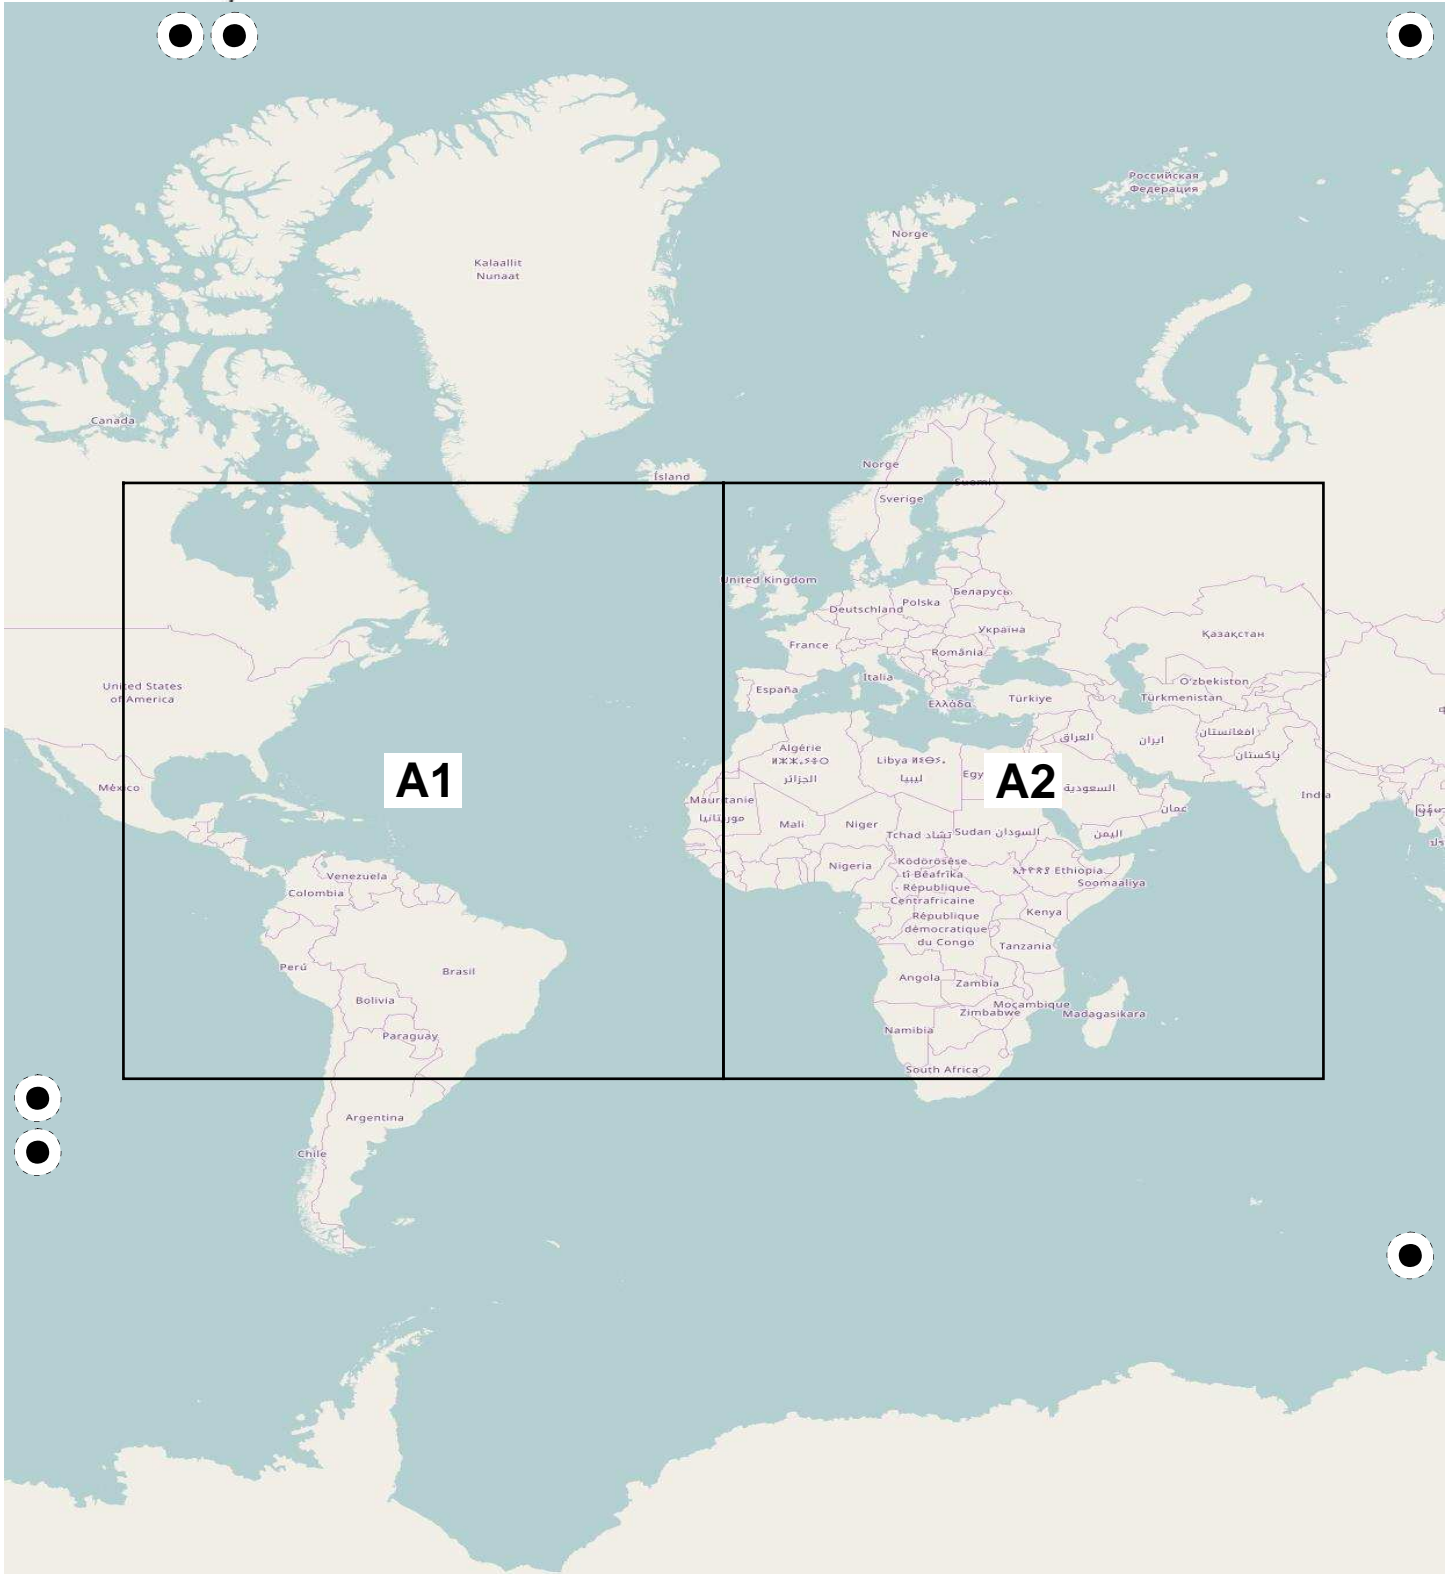 Российская
Федерация
Norge
Kalaallit
Nunaat
Canada
Norge
Ísland
Suomi
Sverige
United Kingdom
Беларусь
Polska
Deutschland
Україна
Қазақстан
France
România
Italia
O'zbekiston
United States
of America
España
Türkiye
Türkmenistan
Ελλάδα
افغانستان
العراق
ایران
Algérie
ⵍⵣⵣⴰⵢⴻⵔ
الجزائر
Libya ⵍⵉⴱⵢⴰ
ليبيا
پاکستان
A1
A2
Egy
México
السعودية
India
Mauritanie
موريتانيا
عمان
Mali
Niger
Tchad تشاد
Sudan السودان
اليمن
Nigeria
Ködörösêse
tî Bêafrîka
- République
Centrafricaine
ኢትዮጵያ Ethiopia
Soomaaliya
Venezuela
Colombia
Kenya
République
démocratique
du Congo
Tanzania
Perú
Brasil
Angola
Zambia
Bolivia
Moçambique
Zimbabwe
Madagasikara
Namibia
Paraguay
South Africa
Argentina
Chile